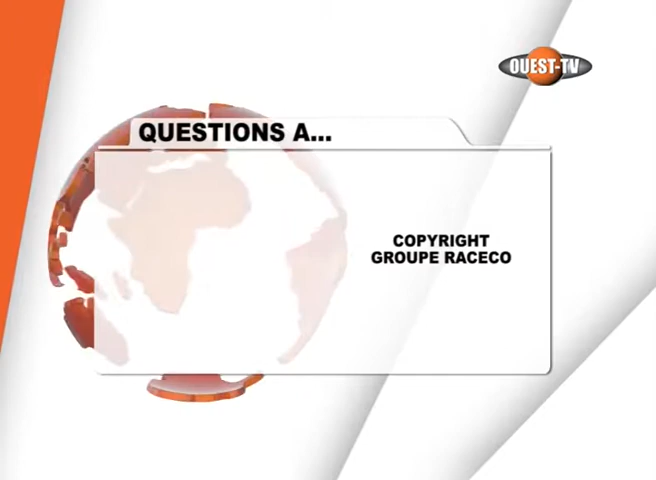 OUEST-TV
QUESTIONS A...
COPYRIGHT
GROUPE RACECO